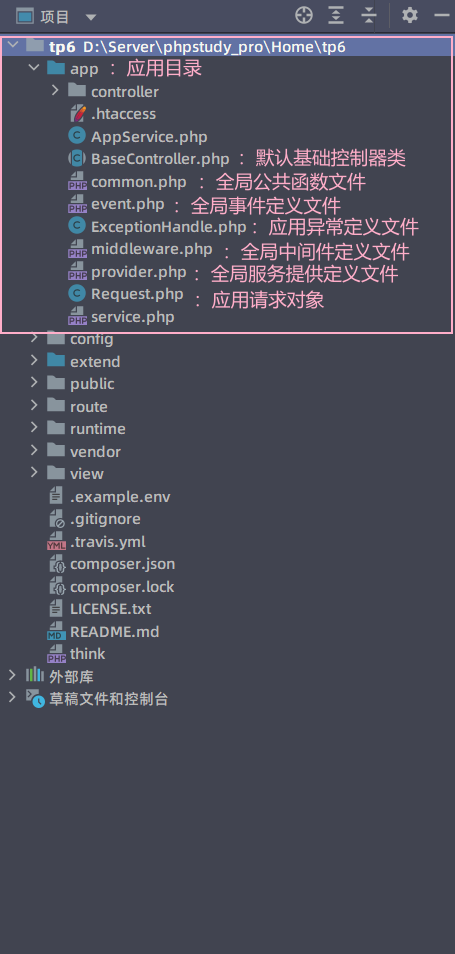 项目
tp6 D:\Server\phpstudy_pro\Home\tp6
app : 应用目录
controller
.htaccess
AppService.php
BaseController.php : 默认基础控制器类
common.php : 全局公共函数文件
event.php : 全局事件定义文件
ExceptionHandle.php : 应用异常定义文件
middleware.php : 全局中间件定义文件
provider.php : 全局服务提供定义文件
Request.php : 应用请求对象
service.php
config
extend
public
route
runtime
vendor
view
.example.env
.gitignore
.travis.yml
composer.json
composer.lock
LICENSE.txt
README.md
think
外部库
草稿文件和控制台